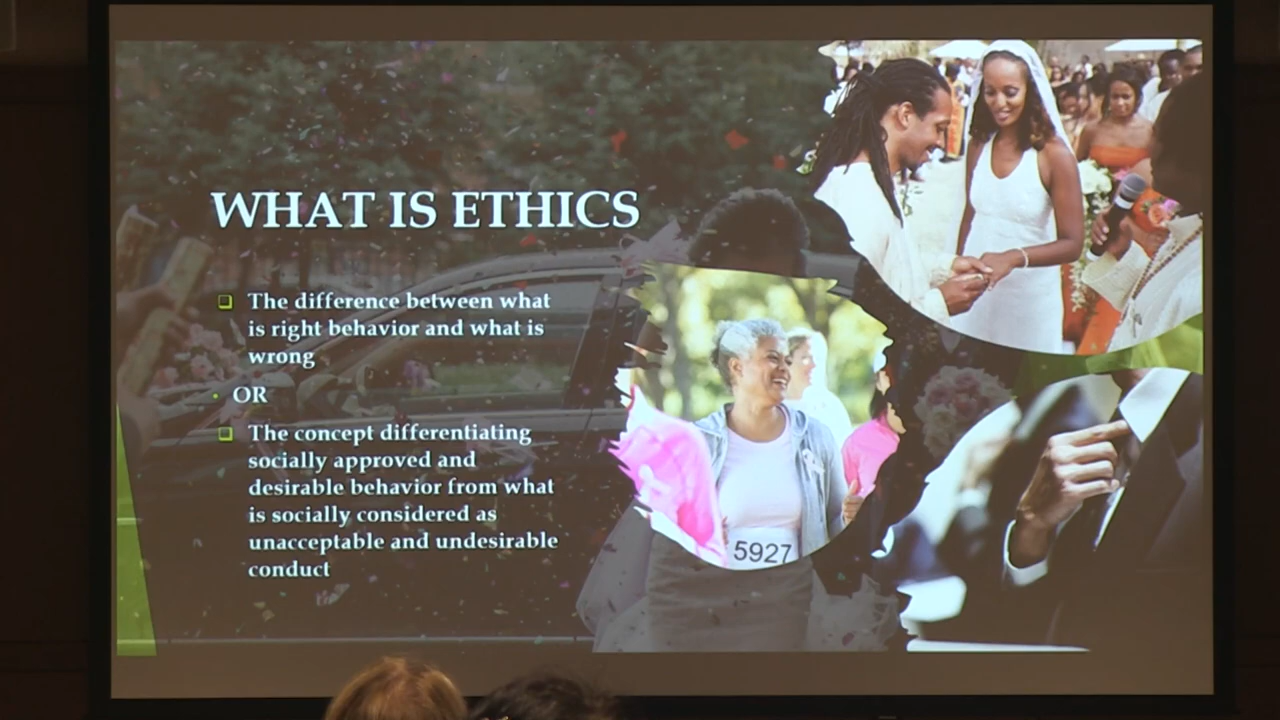 WHAT IS ETHICS
The difference between what
is right behavior and what is
wrong
OR
The concept differentiating
socially approved and
desirable behavior from what
is socially considered as
unacceptable and undesirable
conduct
5927